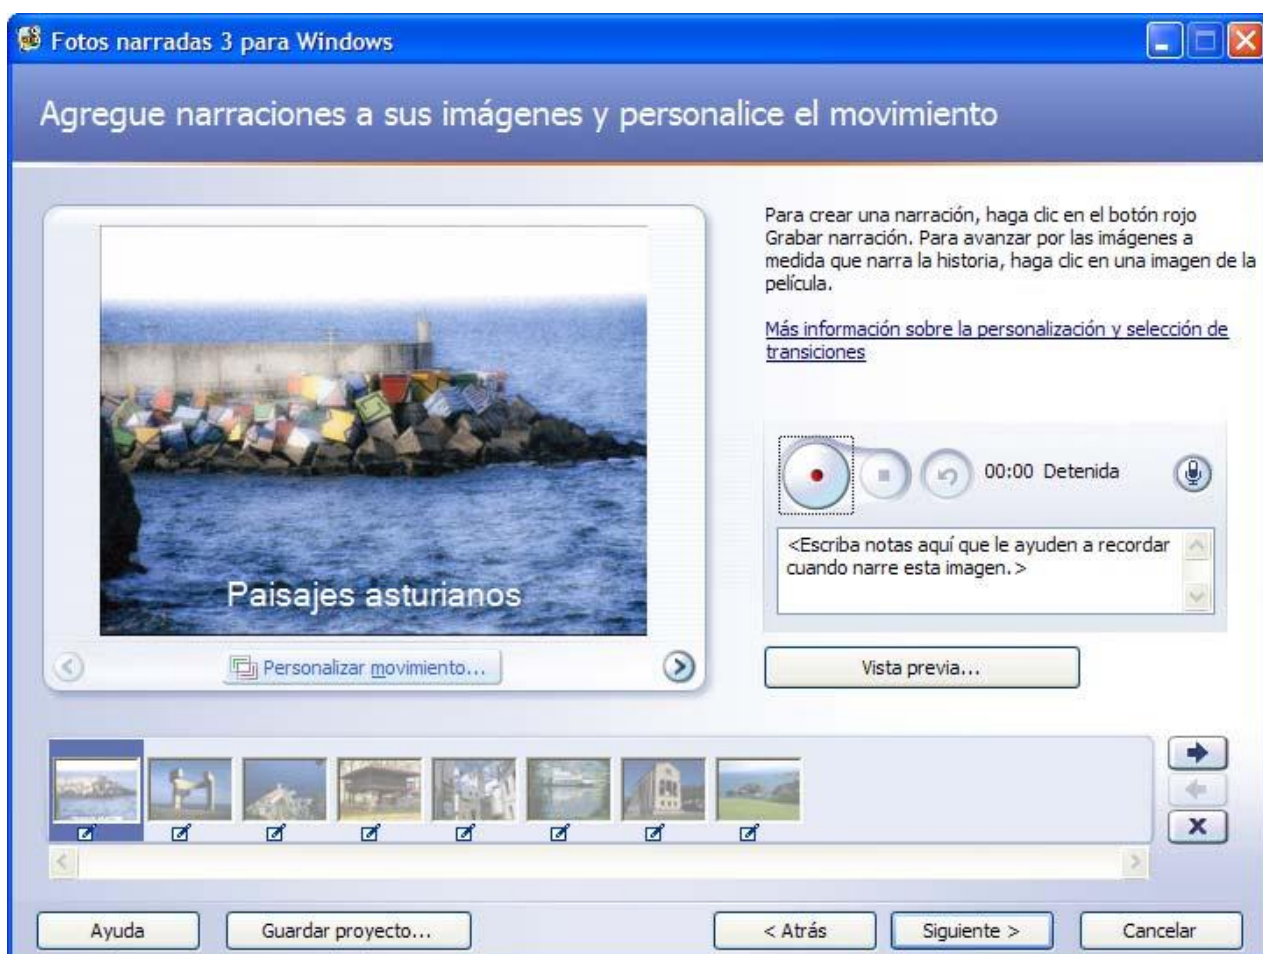 Fotos narradas 3 para Windows
Agregue narraciones a sus imágenes y personalice el movimiento
Para crear una narración, haga clic en el botón rojo
Grabar narración. Para avanzar por las imágenes a
medida que narra la historia, haga clic en una imagen de la
película.
Más información sobre la personalización y selección de
transiciones
00:00 Detenida
<Escriba notas aquí que le ayuden a recordar
cuando narre esta imagen.>
Paisajes asturianos
Personalizar movimiento...
Vista previa...
Ayuda
Guardar proyecto...
< Atrás
Siguiente >
Cancelar